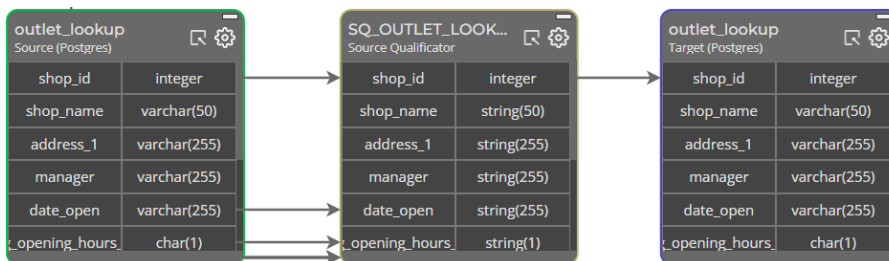 outlet_lookup
Source (Postgres)
shop_id integer
shop_name varchar(50)
address_1 varchar(255)
manager varchar(255)
date_open varchar(255)
_opening_hours_ char(1)
SQ_OUTLET_LOOK...
Source Qualificator
shop_id integer
shop_name string(50)
address_1 string(255)
manager string(255)
date_open string(255)
_opening_hours_ string(1)
outlet_lookup
Target (Postgres)
shop_id integer
shop_name varchar(50)
address_1 varchar(255)
manager varchar(255)
date_open varchar(255)
_opening_hours_ char(1)